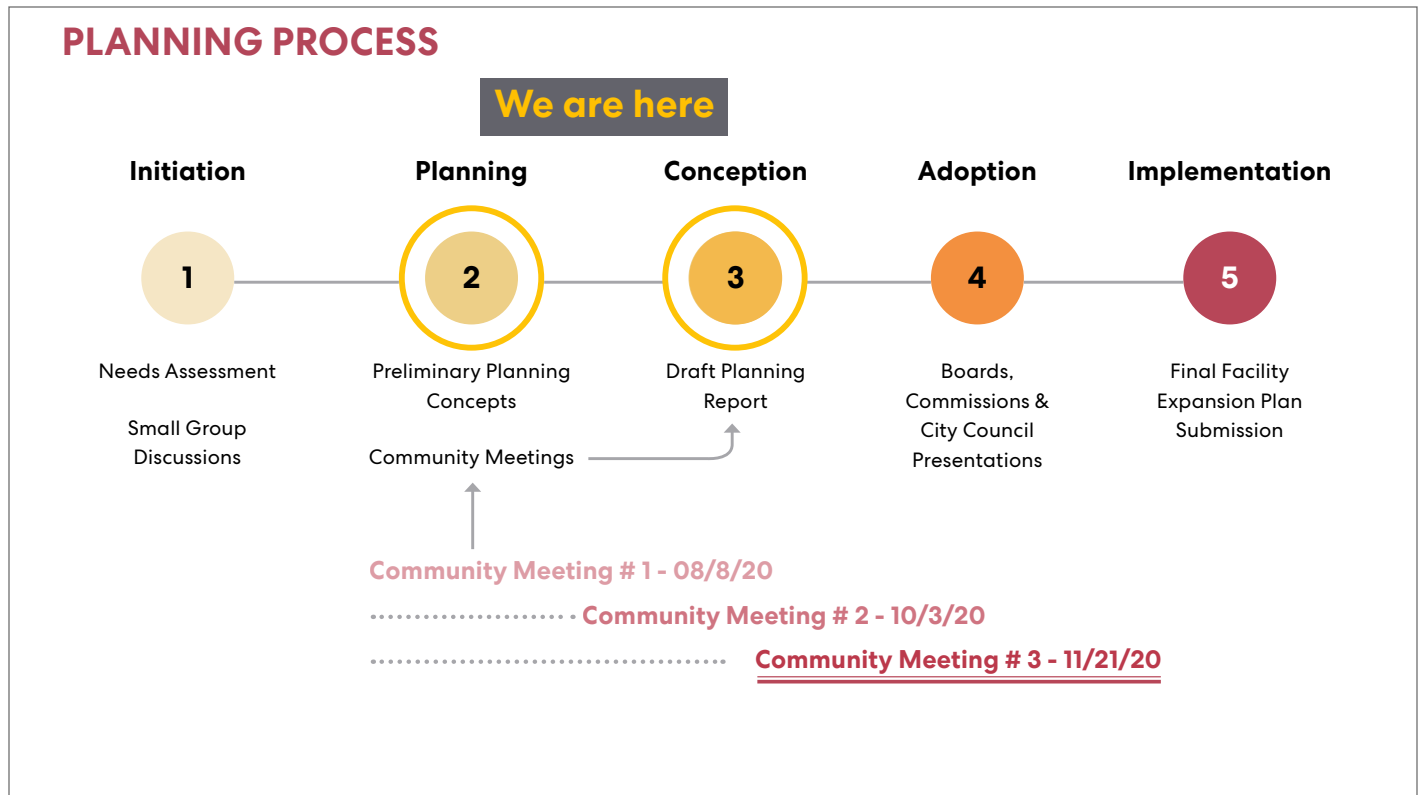 PLANNING PROCESS
We are here
Initiation
Planning
Conception
Adoption
Implementation
1
2
3
4
5
Needs Assessment
Small Group
Discussions
Preliminary Planning
Concepts
Community Meetings
Draft Planning
Report
Boards,
Commissions &
City Council
Presentations
Final Facility
Expansion Plan
Submission
Community Meeting # 1 - 08/8/20
Community Meeting # 2 - 10/3/20
Community Meeting # 3 - 11/21/20